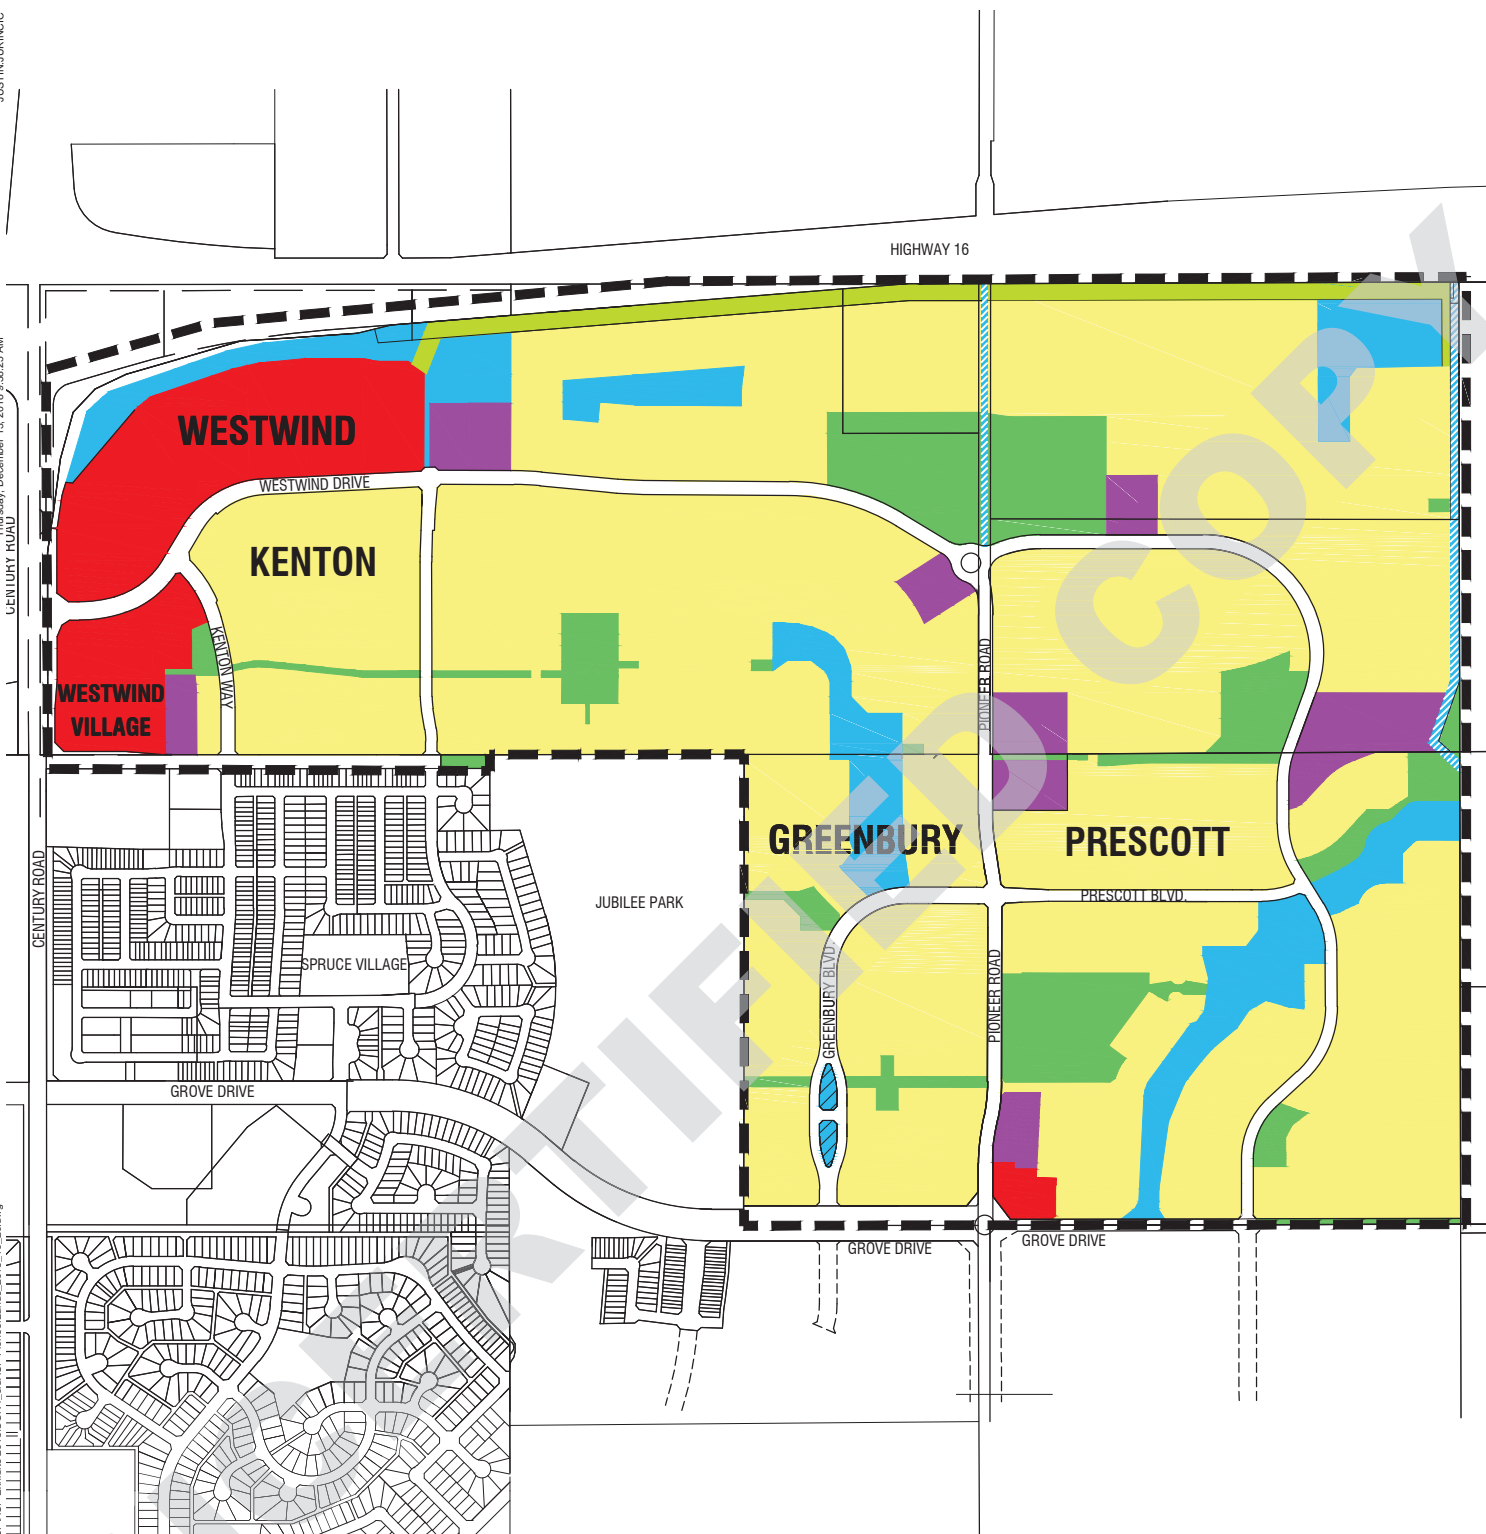 HIGHWAY 16
WESTWIND
WESTWIND DRIVE
KENTON
CENTURY ROAD
KENTON WAY
PIONEER ROAD
WESTWIND
VILLAGE
GREENBURY
PRESCOTT
PRESCOTT BLVD.
JUBILEE PARK
CENTURY ROAD
SPRUCE VILLAGE
GREENBURY BLVD.
PIONEER ROAD
GROVE DRIVE
GROVE DRIVE
GROVE DRIVE
CERTIFIED COPY